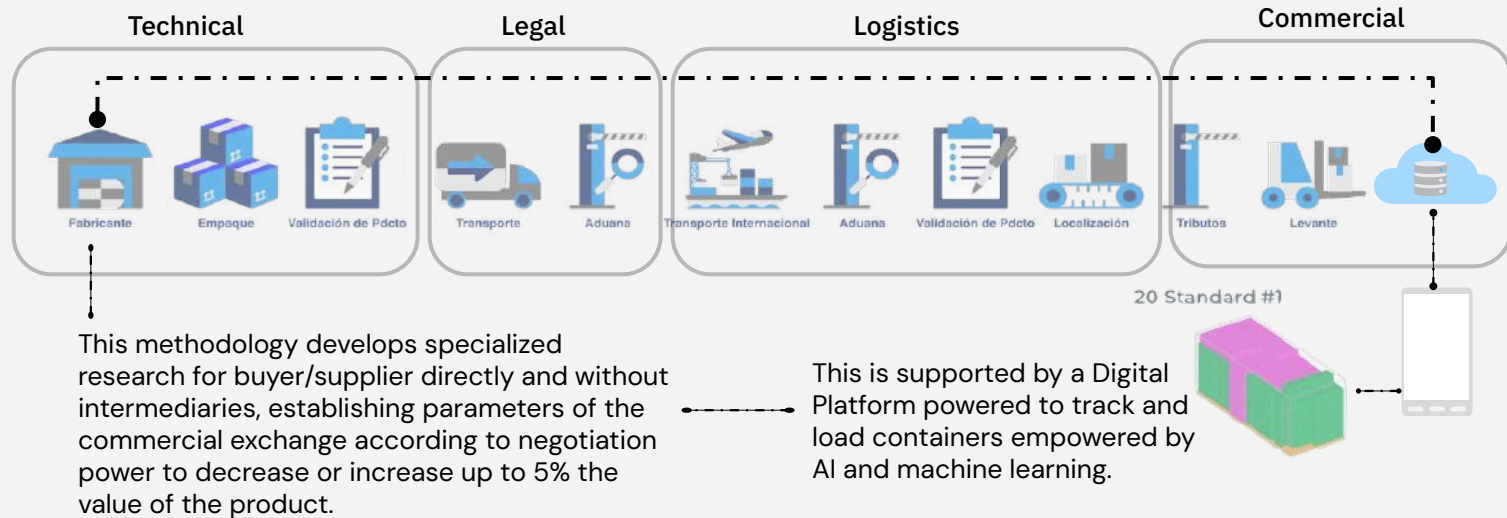 Technical
Legal
Logistics
Commercial
Fabricante
Empaque
Validación de Pdcto
Transporte
Aduana
Transporte Internacional
Aduana
Validación de Pdcto
Localización
Tributos
Levante
20 Standard #1
This methodology develops specialized
research for buyer/supplier directly and without
intermediaries, establishing parameters of the
commercial exchange according to negotiation
power to decrease or increase up to 5% the
value of the product.
This is supported by a Digital
Platform powered to track and
load containers empowered by
AI and machine learning.